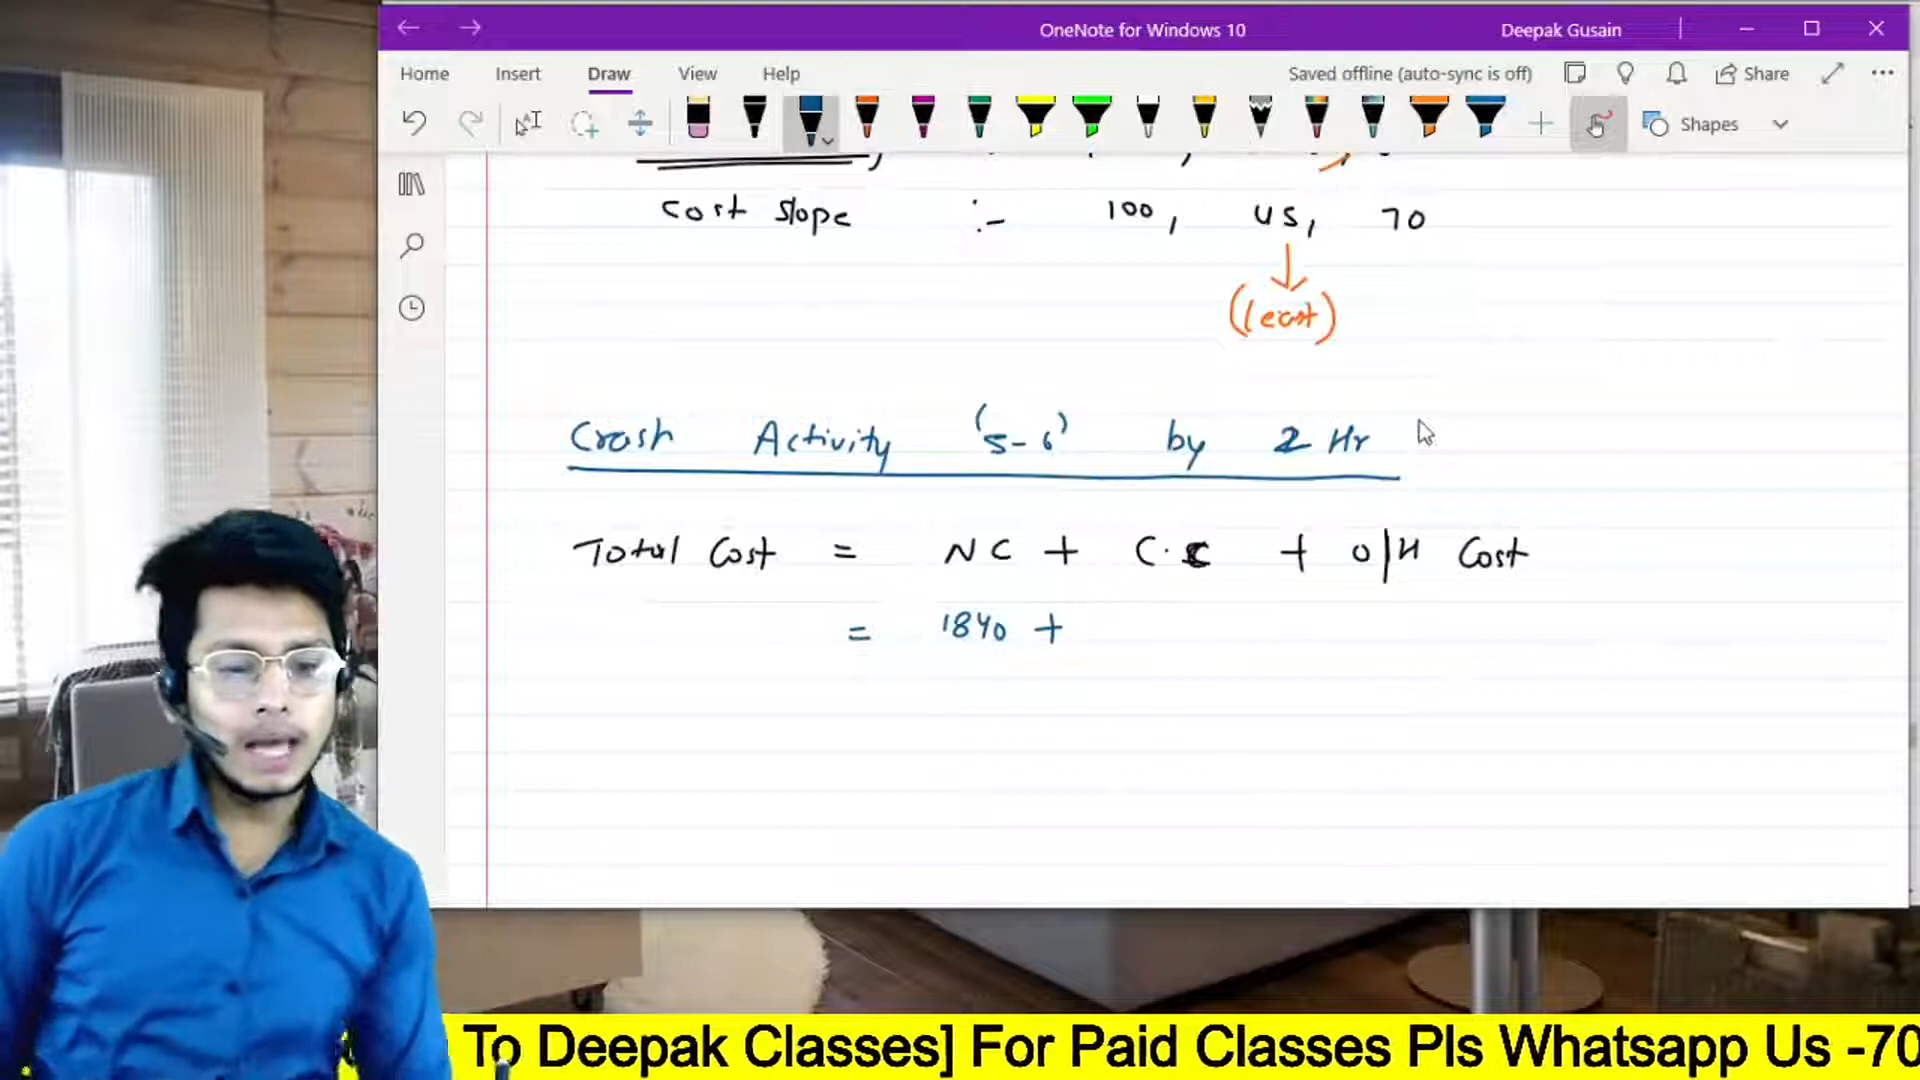 OneNote for Windows 10 Deepak Gusain
Home Insert Draw View Help Saved offline (auto-sync is off) Share
Shapes
Cost Slope :- 100, 45, 70
(least)
Crash Activity '5-6' by 2 Hr
Total Cost = NC + C.C + O/H Cost
= 1840 +
To Deepak Classes] For Paid Classes Pls Whatsapp Us -70